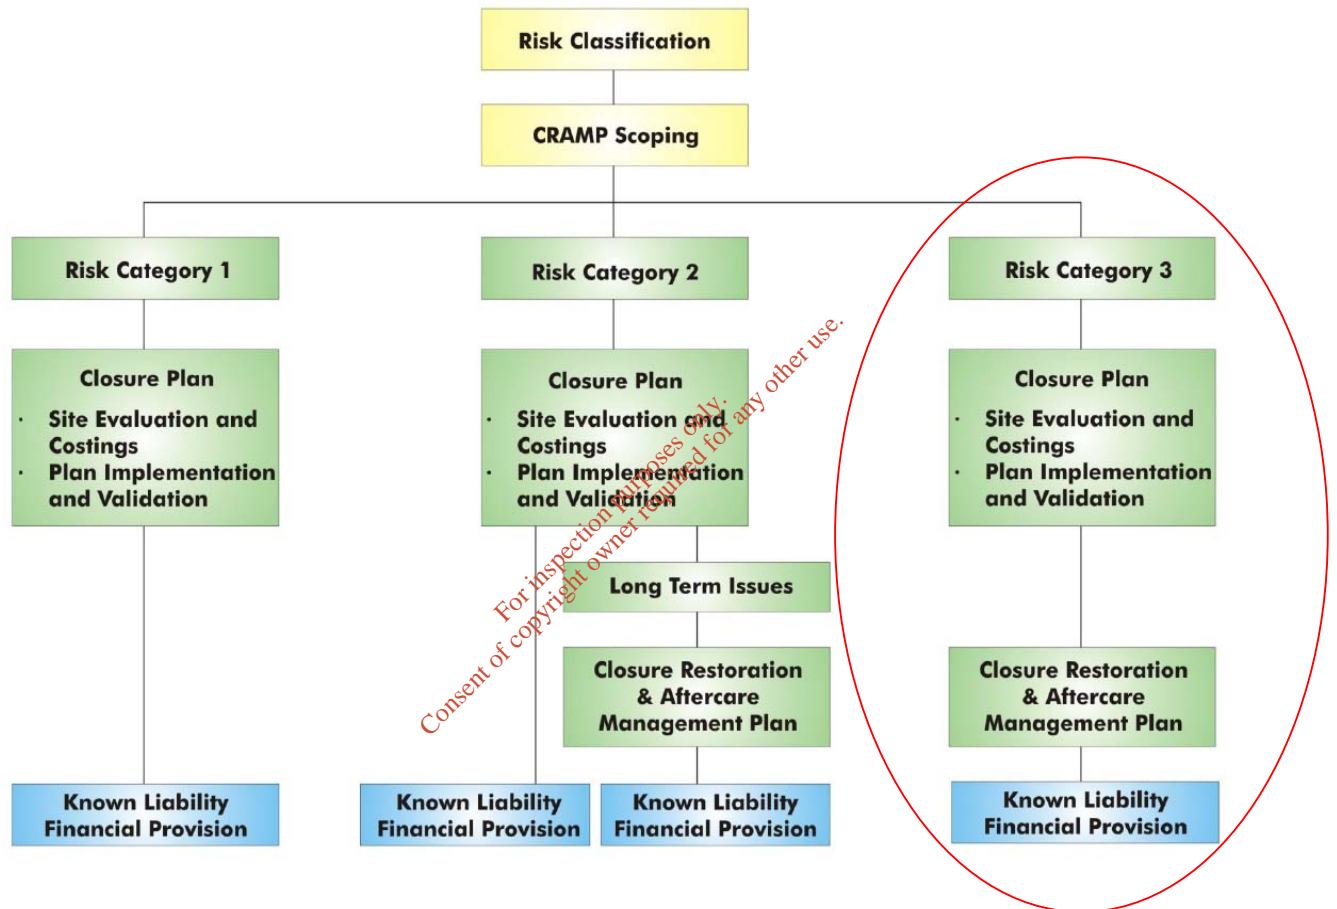 Risk Classification
CRAMP Scoping
Risk Category 1
Risk Category 2
Risk Category 3
Closure Plan
· Site Evaluation and
Costings
· Plan Implementation
and Validation
Closure Plan
· Site Evaluation and
Costings
· Plan Implementation
and Validation
Closure Plan
· Site Evaluation and
Costings
· Plan Implementation
and Validation
Long Term Issues
Closure Restoration
& Aftercare
Management Plan
Closure Restoration
& Aftercare
Management Plan
Known Liability
Financial Provision
Known Liability
Financial Provision
Known Liability
Financial Provision
Known Liability
Financial Provision
For inspection purposes only.
Consent of copyright owner required for any other use.